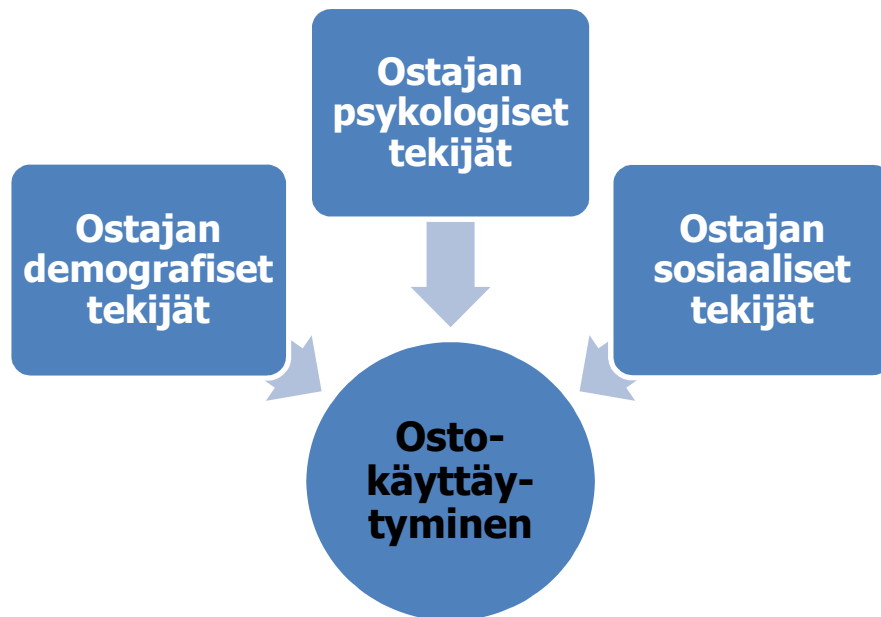 Ostajan
psykologiset
tekijät
Ostajan
demografiset
tekijät
Ostajan
sosiaaliset
tekijät
Osto-
käyttäy-
tyminen